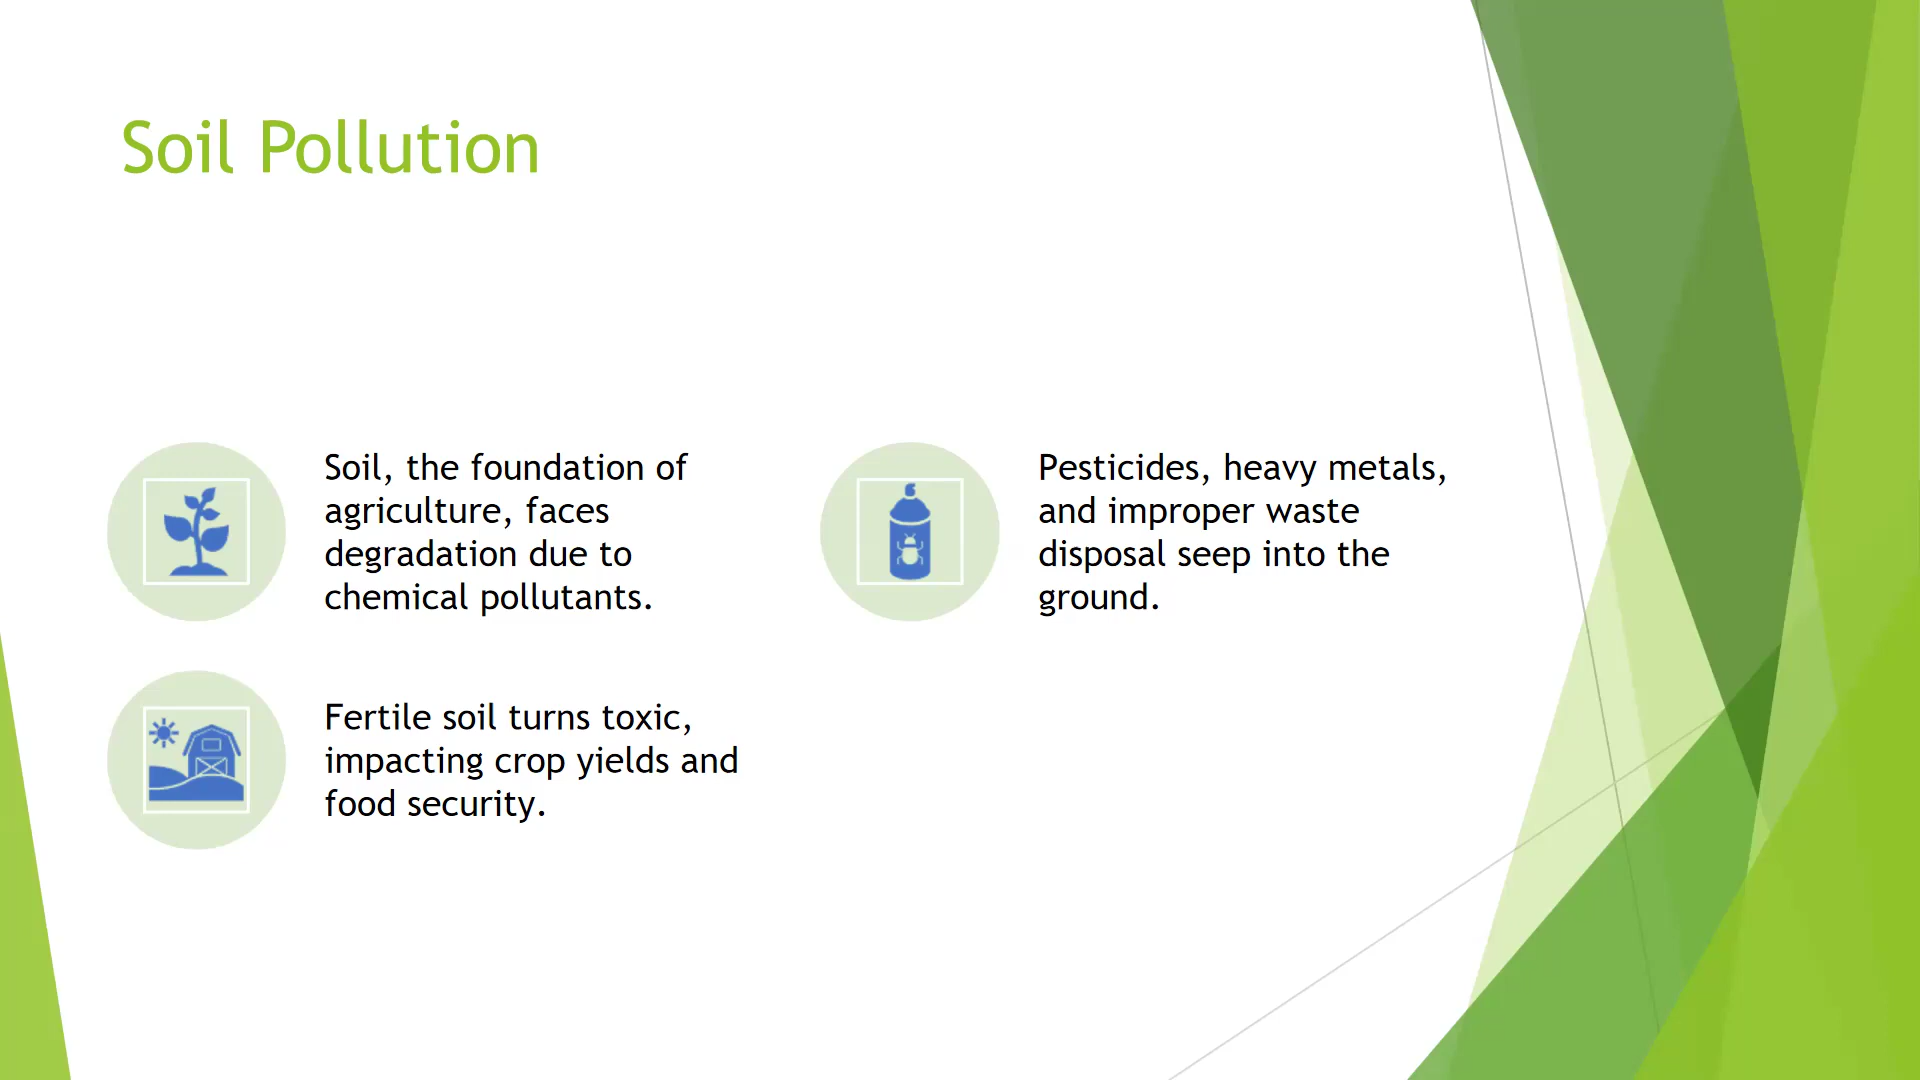 Soil Pollution
Soil, the foundation of
agriculture, faces
degradation due to
chemical pollutants.
Pesticides, heavy metals,
and improper waste
disposal seep into the
ground.
Fertile soil turns toxic,
impacting crop yields and
food security.